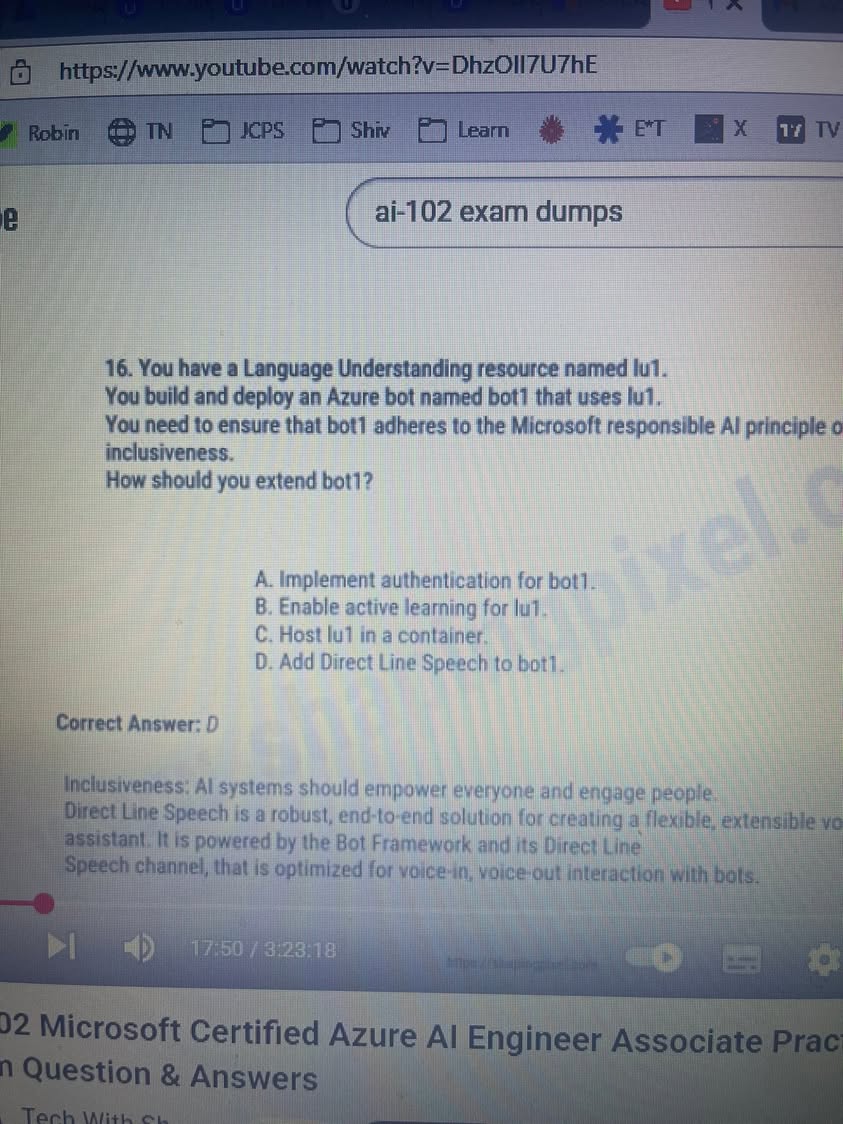 https://www.youtube.com/watch?v=DhzOII7U7hE
Robin TN JCPS Shiv Learn E*T X 17 TV
e
ai-102 exam dumps
16. You have a Language Understanding resource named lu1.
You build and deploy an Azure bot named bot1 that uses lu1.
You need to ensure that bot1 adheres to the Microsoft responsible AI principle o
inclusiveness.
How should you extend bot1?
A. Implement authentication for bot1.
B. Enable active learning for lu1.
C. Host lu1 in a container.
D. Add Direct Line Speech to bot1.
Correct Answer: D
Inclusiveness: AI systems should empower everyone and engage people.
Direct Line Speech is a robust, end-to-end solution for creating a flexible, extensible vo
assistant. It is powered by the Bot Framework and its Direct Line
Speech channel, that is optimized for voice-in, voice-out interaction with bots.
17:50 / 3:23:18
02 Microsoft Certified Azure AI Engineer Associate Prac
n Question & Answers
Tech With Sh